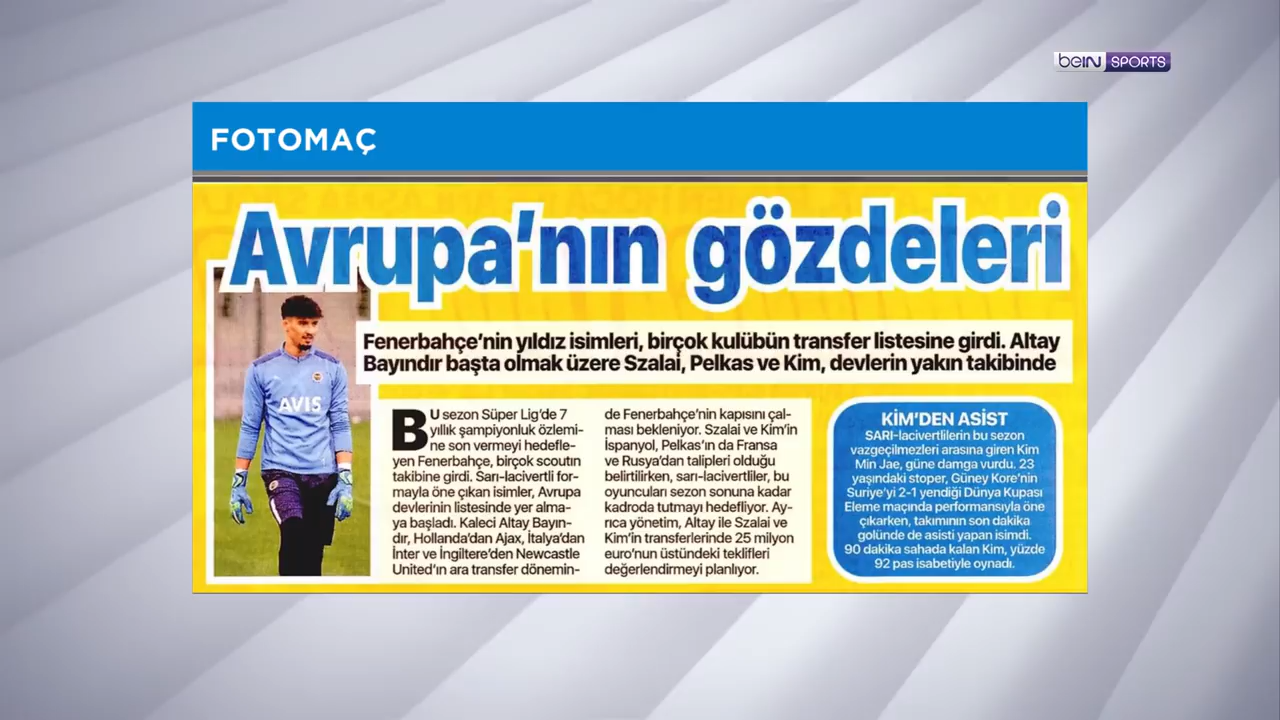 beIN SPORTS
FOTOMAÇ
Avrupa'nın gözdeleri
Fenerbahçe'nin yıldız isimleri, birçok kulübün transfer listesine girdi. Altay
Bayındır başta olmak üzere Szalai, Pelkas ve Kim, devlerin yakın takibinde
AVIS
BU sezon Süper Lig'de 7
yıllık şampiyonluk özlemi-
ne son vermeyi hedefle-
yen Fenerbahçe, birçok scoutın
takibine girdi. Sarı-lacivertli for-
mayla öne çıkan isimler, Avrupa
devlerinin listesinde yer alma-
ya başladı. Kaleci Altay Bayın-
dır, Hollanda'dan Ajax, İtalya'dan
İnter ve İngiltere'den Newcastle
United'ın ara transfer dönemin-
de Fenerbahçe'nin kapısını çal-
ması bekleniyor. Szalai ve Kim'in
İspanyol, Pelkas'ın da Fransa
ve Rusya'dan talipleri olduğu
belirtilirken, sarı-lacivertliler, bu
oyuncuları sezon sonuna kadar
kadroda tutmayı hedefliyor. Ay-
rıca yönetim, Altay ile Szalai ve
Kim'in transferlerinde 25 milyon
euro'nun üstündeki teklifleri
değerlendirmeyi planlıyor.
KİM'DEN ASİST
SARI-lacivertlilerin bu sezon
vazgeçilmezleri arasına giren Kim
Min Jae, güne damga vurdu. 23
yaşındaki stoper, Güney Kore'nin
Suriye'yi 2-1 yendiği Dünya Kupası
Eleme maçında performansıyla öne
çıkarken, takımının son dakika
golünde de asisti yapan isimdi.
90 dakika sahada kalan Kim, yüzde
92 pas isabetiyle oynadı.